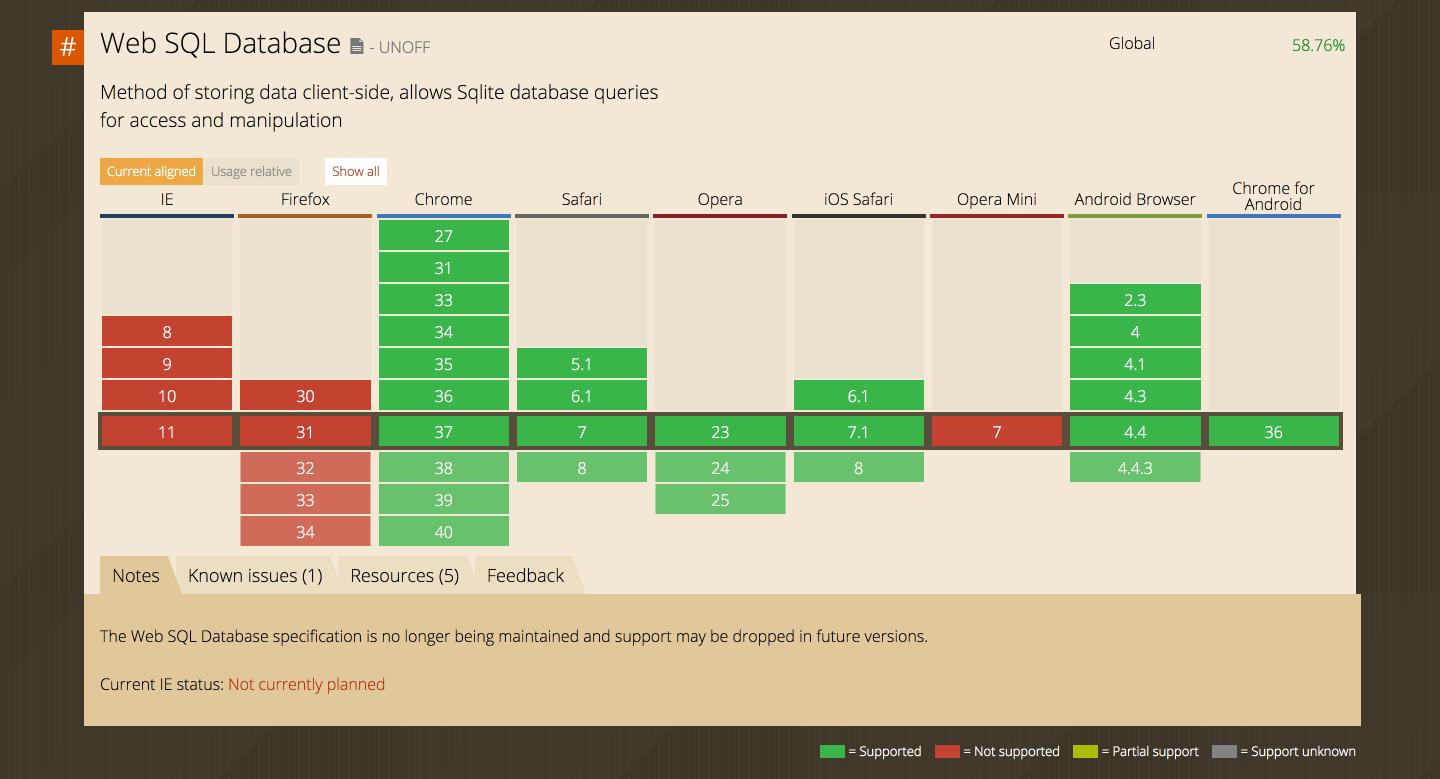 #
Web SQL Database - UNOFF
Global 58.76%
Method of storing data client-side, allows Sqlite database queries
for access and manipulation
Current aligned Usage relative Show all
IE Firefox Chrome Safari Opera iOS Safari Opera Mini Android Browser Chrome for Android
27
31
33 2.3
8 34 4
9 35 5.1 4.1
10 30 36 6.1 6.1 4.3
11 31 37 7 23 7.1 7 4.4 36
32 38 8 24 8 4.4.3
33 39 25
34 40
Notes Known issues (1) Resources (5) Feedback
The Web SQL Database specification is no longer being maintained and support may be dropped in future versions.
Current IE status: Not currently planned
= Supported = Not supported = Partial support = Support unknown